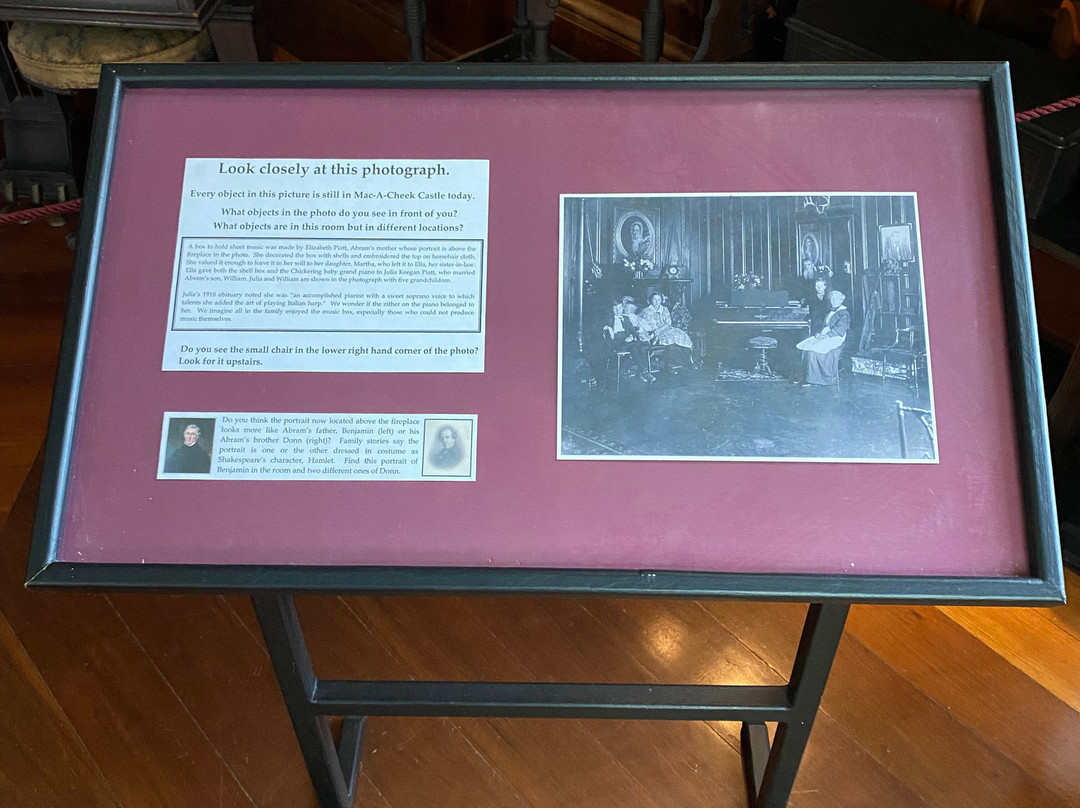 Look closely at this photograph.
Every object in this picture is still in Mac-A-Cheek Castle today.
What objects in the photo do you see in front of you?
What objects are in this room but in different locations?
A box to hold sheet music was made by Elizabeth Piatt, Abram's mother whose portrait is above the
fireplace in the photo. She decorated the box with shells and embroidered the top on horsehair cloth.
She valued it enough to leave it in her will to her daughter, Martha, who left it to Ella, her sister-in-law.
Ella gave both the shell box and the Chickering baby grand piano to Julia Keegan Piatt, who married
Abram's son, William. Julia and William are shown in the photograph with five grandchildren.
Julia's 1915 obituary noted she was "an accomplished pianist with a sweet soprano voice to which
talents she added the art of playing Italian harp." We wonder if the zither on the piano belonged to
her. We imagine all in the family enjoyed the music box, especially those who could not produce
music themselves.
Do you see the small chair in the lower right hand corner of the photo?
Look for it upstairs.
Do you think the portrait now located above the fireplace
looks more like Abram's father, Benjamin (left) or his
Abram's brother Donn (right)? Family stories say the
portrait is one or the other dressed in costume as
Shakespeare's character, Hamlet. Find this portrait of
Benjamin in the room and two different ones of Donn.